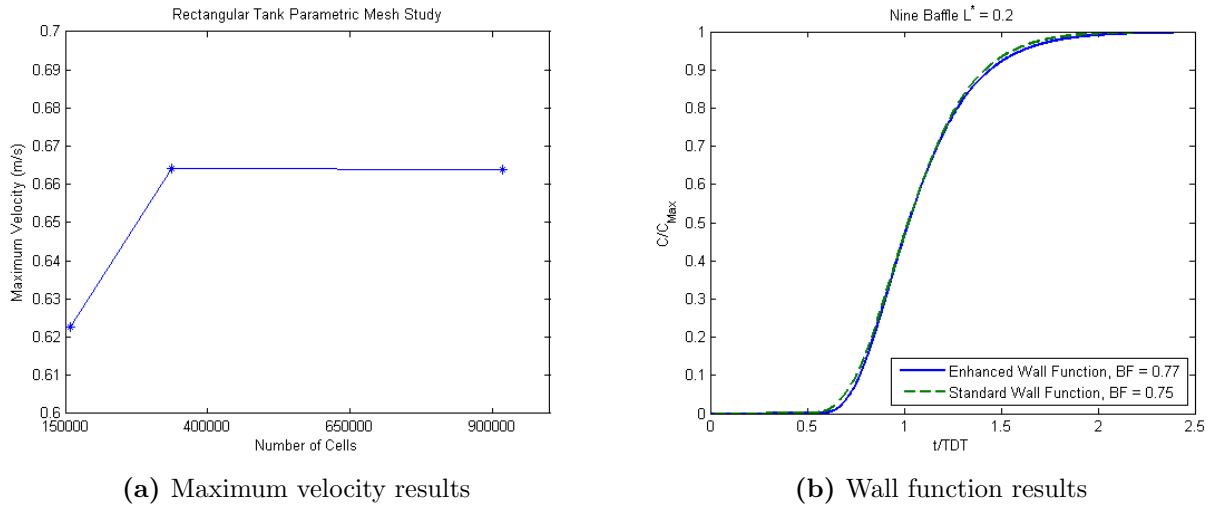 Rectangular Tank Parametric Mesh Study
0.7
0.69
0.68
0.67
0.66
0.65
0.64
0.63
0.62
0.61
0.6
Maximum Velocity (m/s)
150000 400000 650000 900000
Number of Cells
(a) Maximum velocity results
Nine Baffle L* = 0.2
1
0.9
0.8
0.7
0.6
0.5
0.4
0.3
0.2
0.1
0
C/CMax
Enhanced Wall Function, BF = 0.77
Standard Wall Function, BF = 0.75
0 0.5 1 1.5 2 2.5
t/TDT
(b) Wall function results